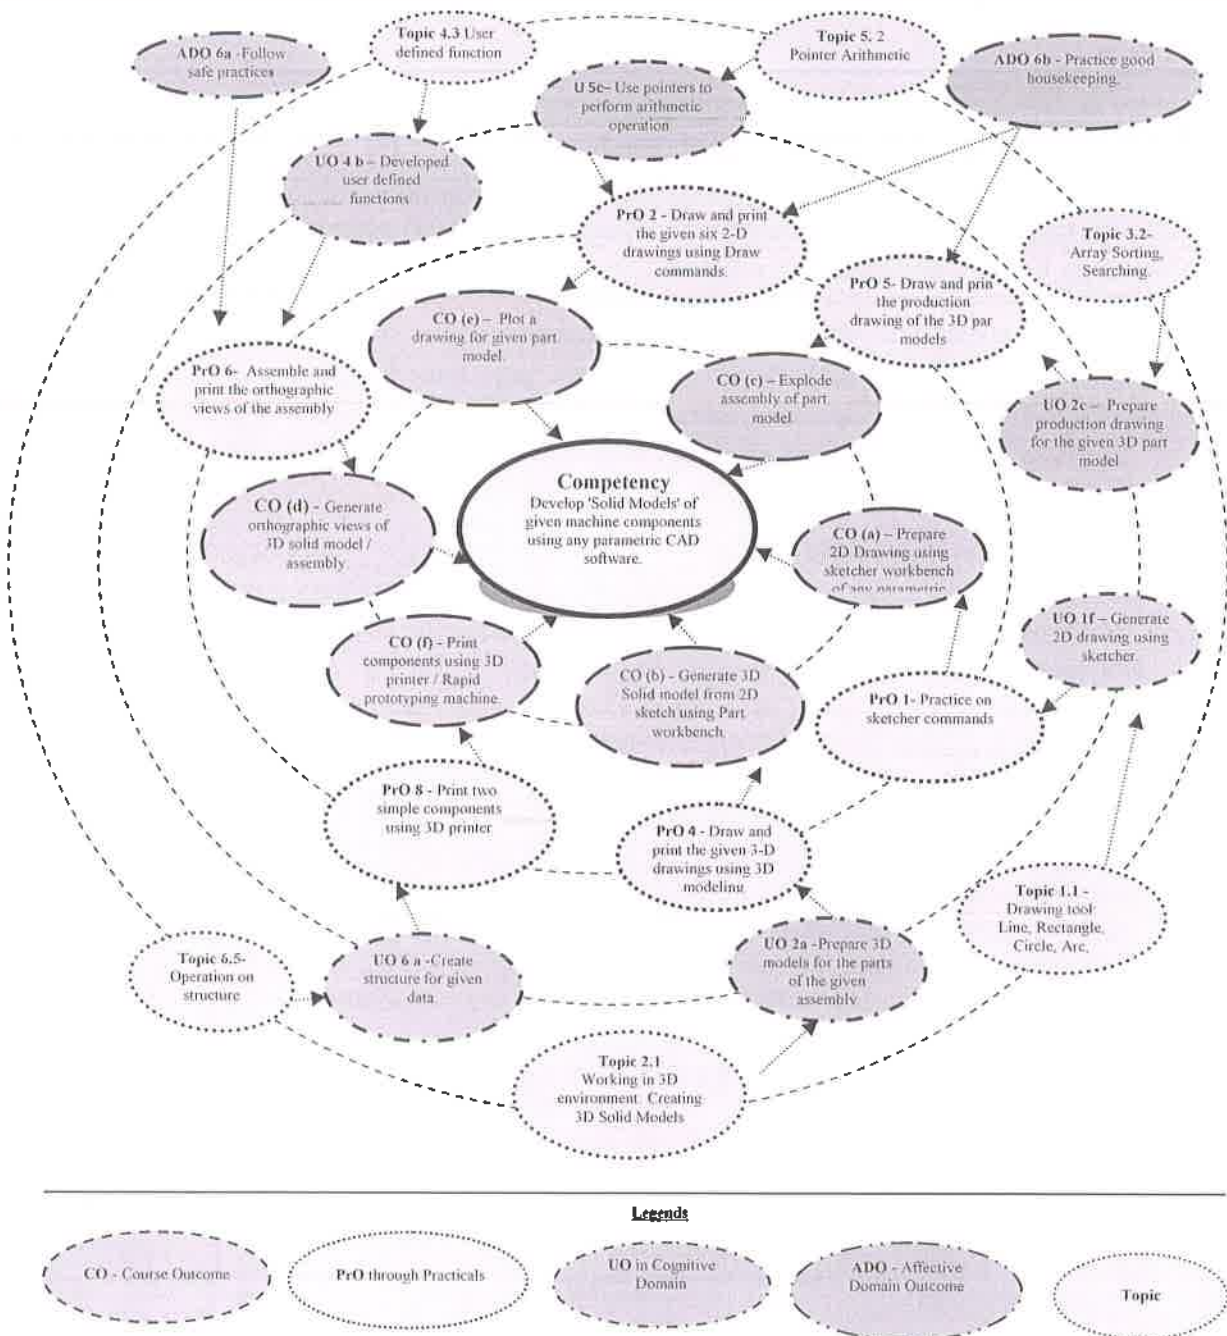 Topic 4.3 User
defined function
Topic 5. 2
Pointer Arithmetic
ADO 6a -Follow
safe practices
ADO 6b - Practice good
housekeeping.
U 5c– Use pointers to
perform arithmetic
operation
UO 4 b – Developed
user defined
functions
PrO 2 - Draw and print
the given six 2-D
drawings using Draw
commands.
Topic 3.2-
Array Sorting,
Searching.
PrO 5- Draw and prin
the production
drawing of the 3D par
models
CO (e) – Plot a
drawing for given part
model.
PrO 6- Assemble and
print the orthographic
views of the assembly
CO (c) – Explode
assembly of part
model.
UO 2c – Prepare
production drawing
for the given 3D part
model
Competency
Develop 'Solid Models' of
given machine components
using any parametric CAD
software.
CO (d) - Generate
orthographic views of
3D solid model /
assembly.
CO (a) – Prepare
2D Drawing using
sketcher workbench
of any parametric
UO 1f – Generate
2D drawing using
sketcher.
CO (f) - Print
components using 3D
printer / Rapid
prototyping machine.
CO (b) - Generate 3D
Solid model from 2D
sketch using Part
workbench
PrO 1- Practice on
sketcher commands
PrO 8 - Print two
simple components
using 3D printer
PrO 4 - Draw and
print the given 3-D
drawings using 3D
modeling
Topic 1.1 -
Drawing tool
Line, Rectangle,
Circle, Arc,
Topic 6.5-
Operation on
structure
UO 6 a -Create
structure for given
data
UO 2a -Prepare 3D
models for the parts
of the given
assembly
Topic 2.1
Working in 3D
environment. Creating
3D Solid Models
Legends
CO - Course Outcome
PrO through Practicals
UO in Cognitive
Domain
ADO - Affective
Domain Outcome
Topic